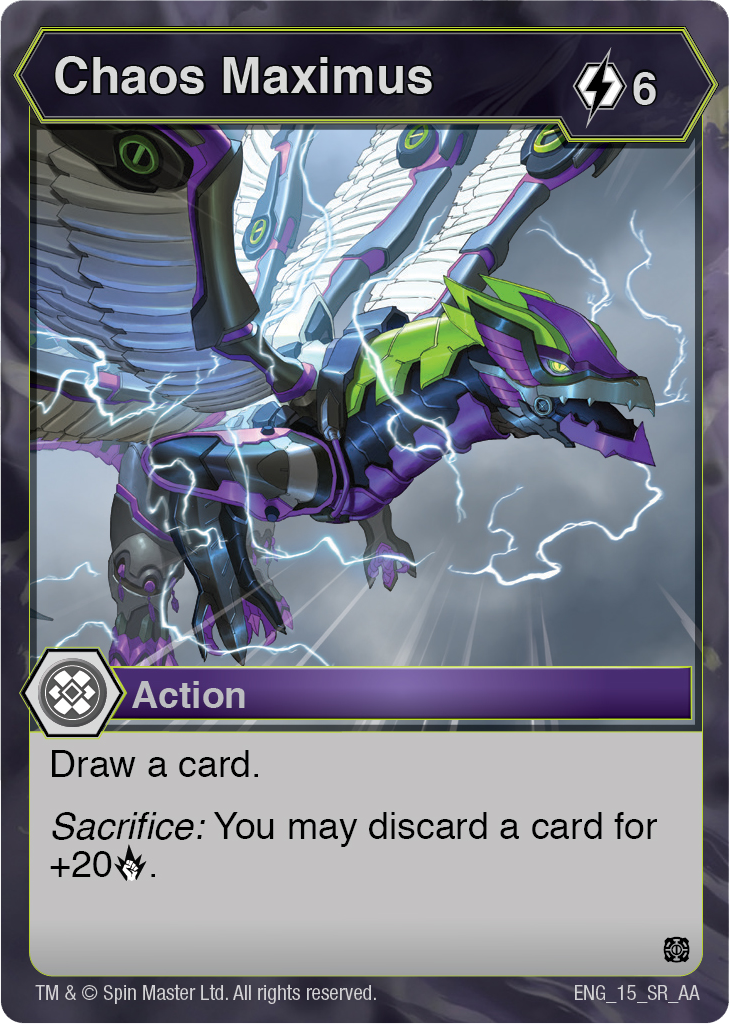 Chaos Maximus
6
Action
Draw a card.
Sacrifice: You may discard a card for
+20.
TM & © Spin Master Ltd. All rights reserved.
ENG_15_SR_AA